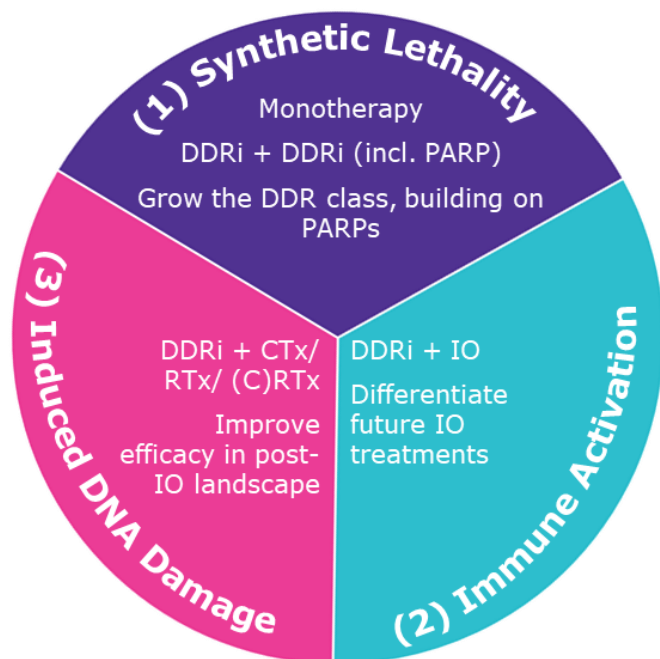 (1) Synthetic Lethality
Monotherapy
DDRi + DDRi (incl. PARP)
Grow the DDR class, building on
PARPs
(3) Induced DNA Damage
DDRi + CTx/
RTx/ (C)RTx
Improve
efficacy in post-
IO landscape
DDRi + IO
Differentiate
future IO
treatments
(2) Immune Activation